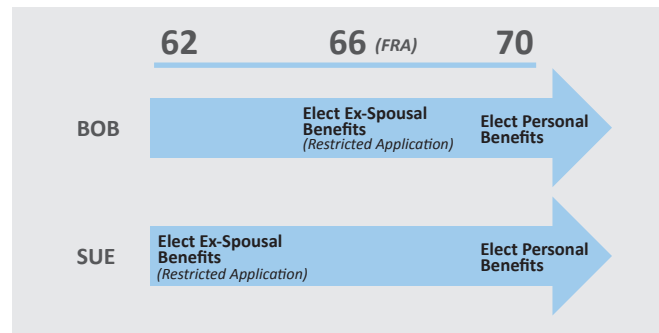 62 66 (FRA) 70
BOB
Elect Ex-Spousal
Benefits
(Restricted Application)
Elect Personal
Benefits
SUE
Elect Ex-Spousal
Benefits
(Restricted Application)
Elect Personal
Benefits